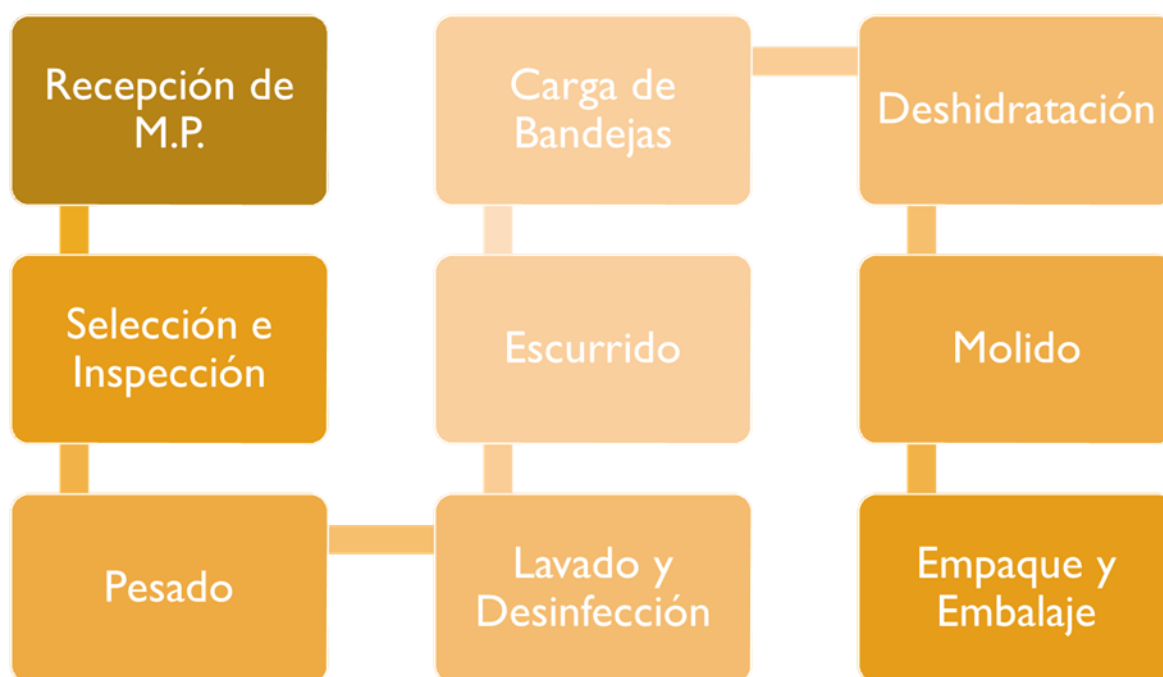 Recepción de
M.P.
Selección e
Inspección
Pesado
Lavado y
Desinfección
Escurrido
Carga de
Bandejas
Deshidratación
Molido
Empaque y
Embalaje